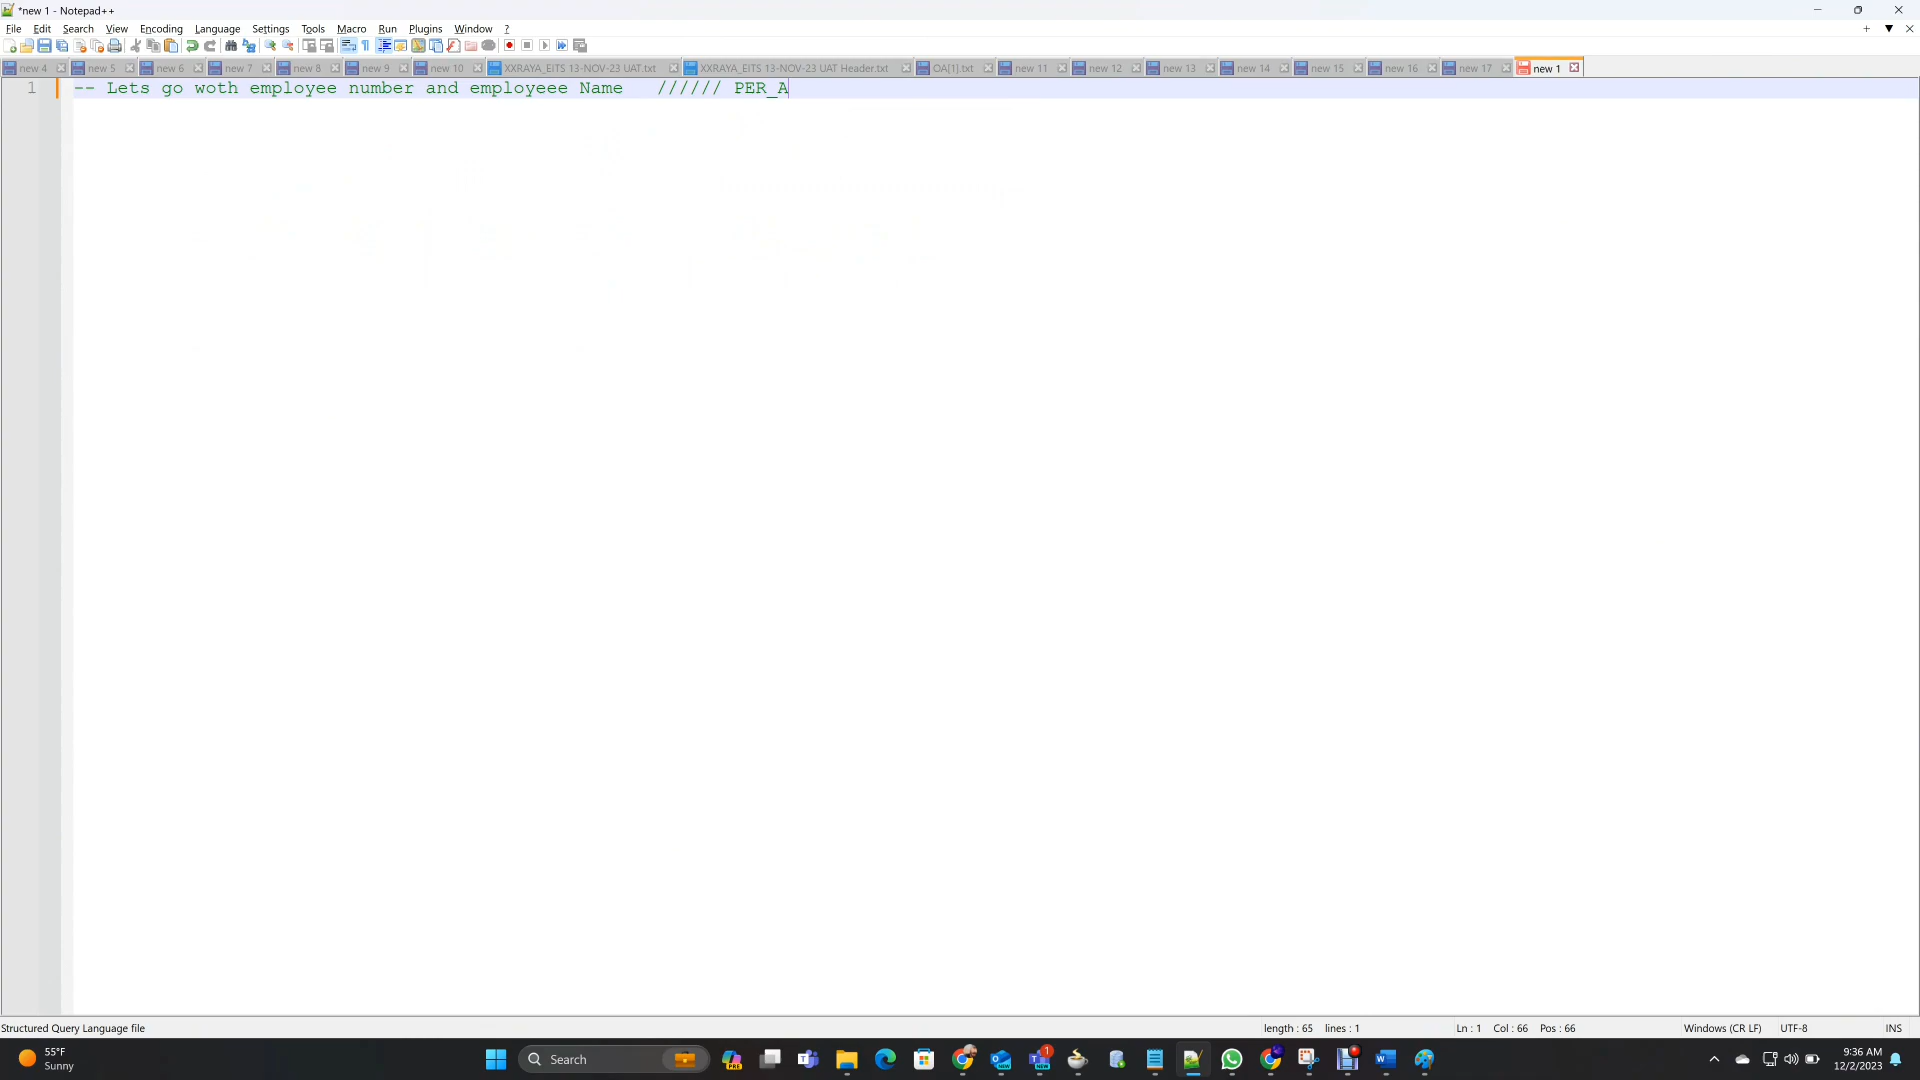 *new 1 - Notepad++
File Edit Search View Encoding Language Settings Tools Macro Run Plugins Window ?
new 4 new 5 new 6 new 7 new 8 new 9 new 10 XXRAYA_EITS 13-NOV-23 UAT.txt XXRAYA_EITS 13-NOV-23 UAT Header.txt OA[1].txt new 11 new 12 new 13 new 14 new 15 new 16 new 17 new 1
1 -- Lets go woth employee number and employeee Name ////// PER_A
Structured Query Language file length : 65 lines : 1 Ln : 1 Col : 66 Pos : 66 Windows (CR LF) UTF-8 INS
55°F
Sunny
Search
PRE
NEW
NEW
1
9:36 AM
12/2/2023